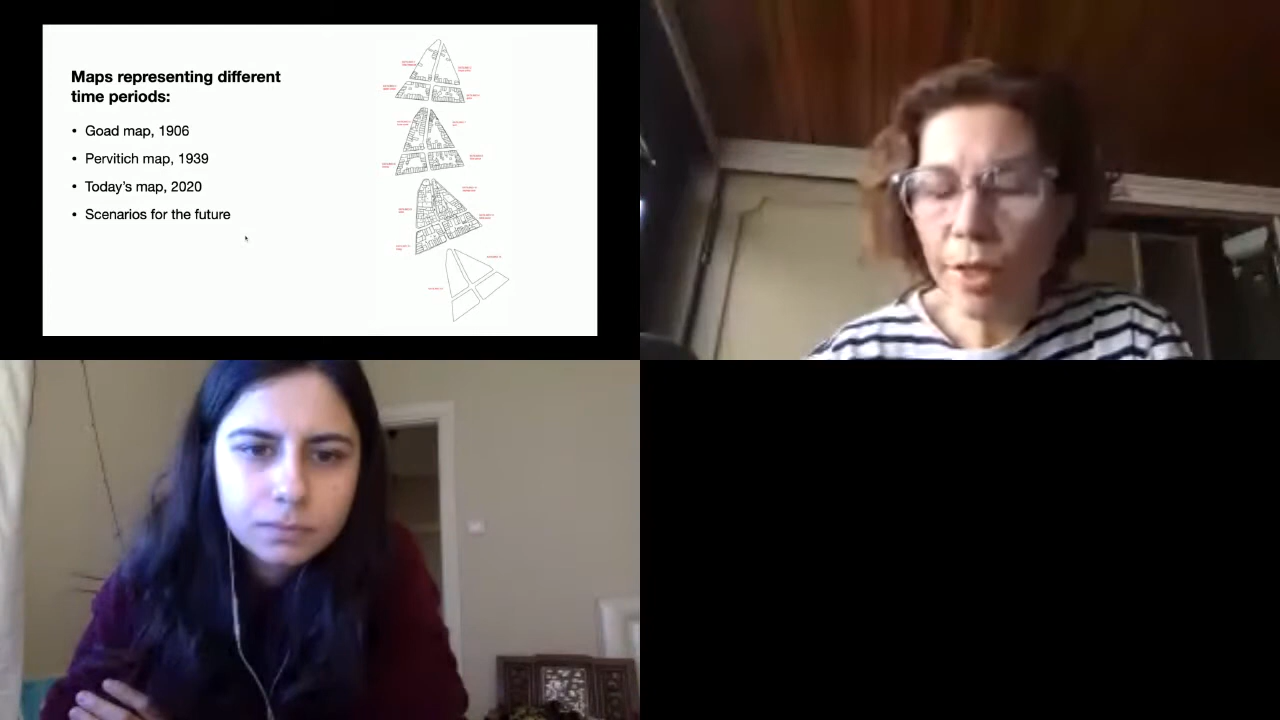 Maps representing different
time periods:
• Goad map, 1906
• Pervitich map, 1939
• Today’s map, 2020
• Scenarios for the future